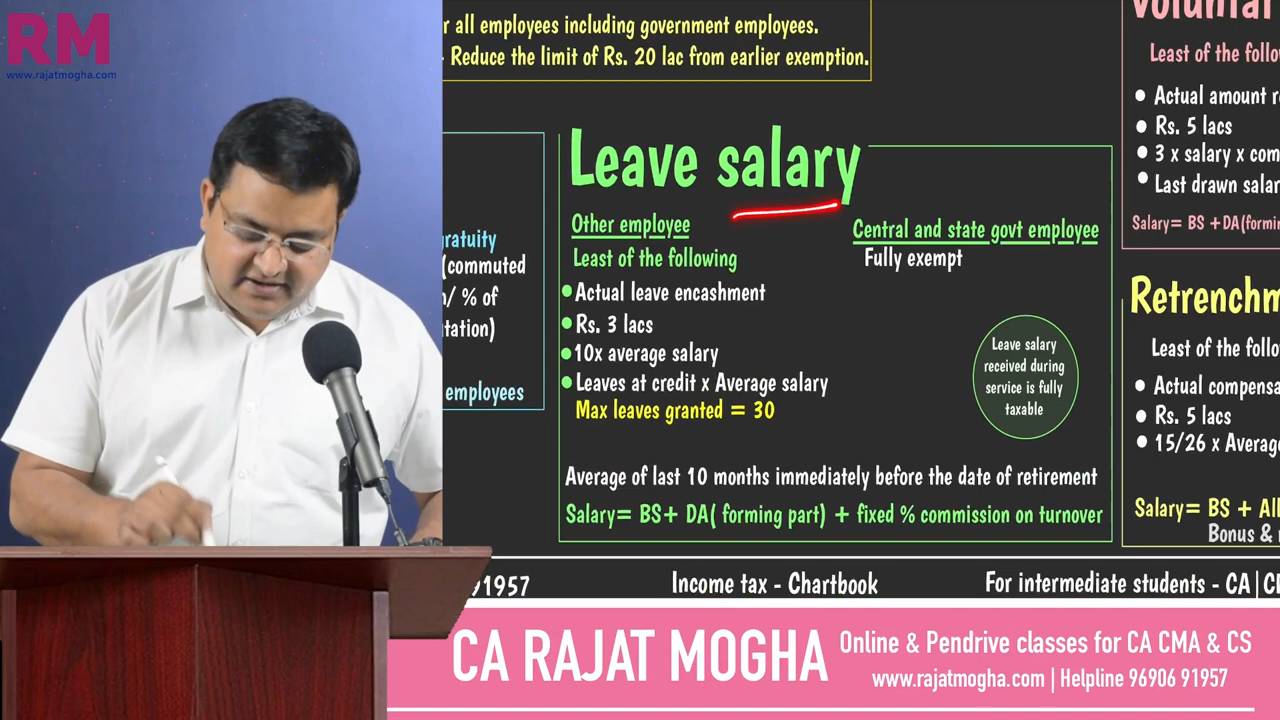 RM
www.rajatmogha.com
r all employees including government employees.
- Reduce the limit of Rs. 20 lac from earlier exemption.
ratuity
(commuted
n/ % of
tation)
employees
Leave salary
Other employee
Least of the following
• Actual leave encashment
• Rs. 3 lacs
• 10x average salary
• Leaves at credit x Average salary
Max leaves granted = 30
Central and state govt employee
Fully exempt
Leave salary
received during
service is fully
taxable
Average of last 10 months immediately before the date of retirement
Salary= BS+ DA( forming part) + fixed % commission on turnover
Voluntar
Least of the follo
• Actual amount r
• Rs. 5 lacs
• 3 x salary x com
• Last drawn salar
Salary= BS +DA(formin
Retrenchm
Least of the follo
• Actual compensa
• Rs. 5 lacs
• 15/26 x Average
Salary= BS + All
Bonus &
91957
Income tax - Chartbook
For intermediate students - CA|C
CA RAJAT MOGHA
Online & Pendrive classes for CA CMA & CS
www.rajatmogha.com | Helpline 96906 91957